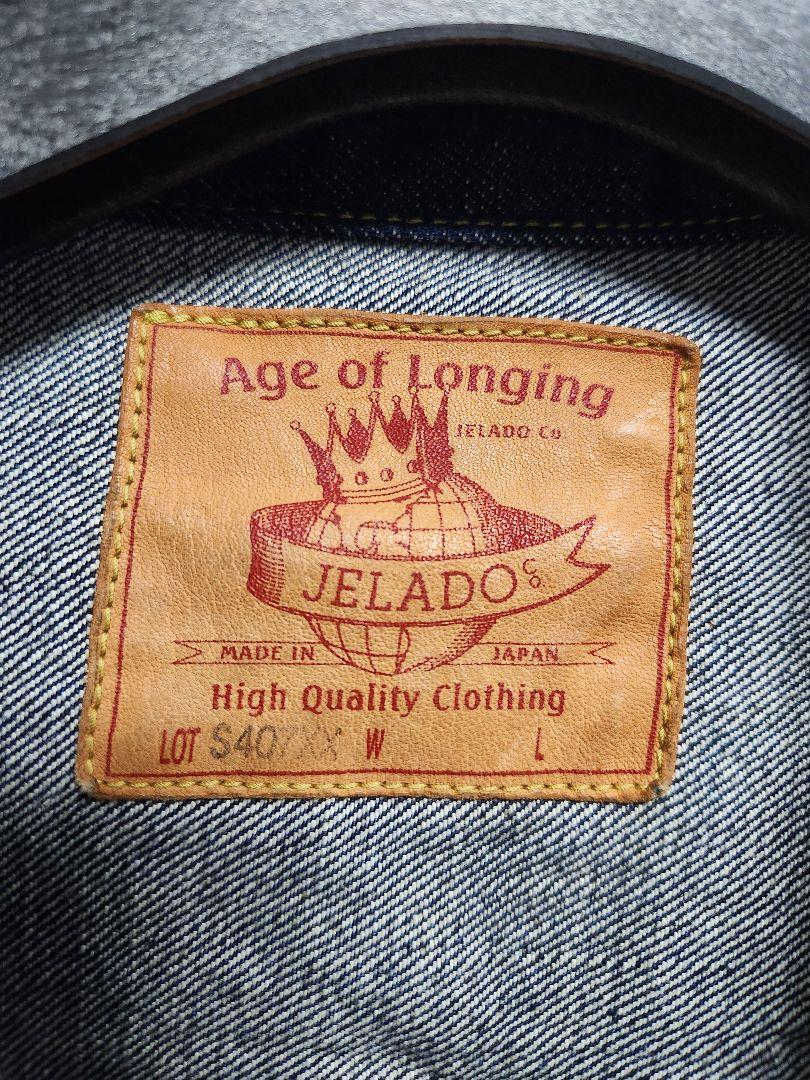 Age of Longing
JELADO Co
JELADO Co
MADE IN JAPAN
High Quality Clothing
LOT S407XX W L